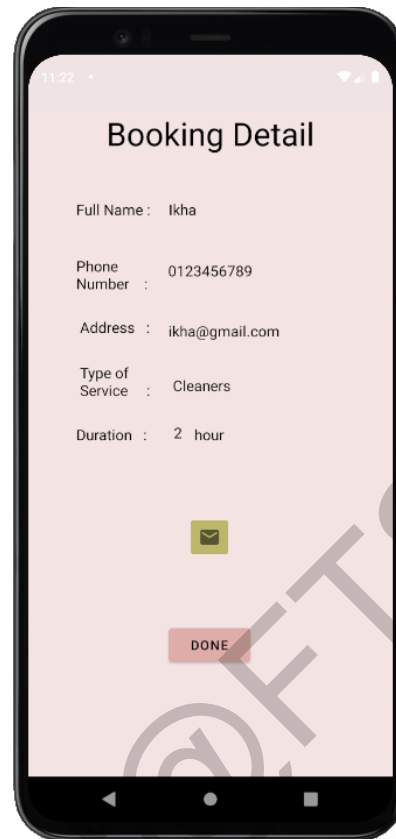 11:22
Booking Detail
Full Name : Ikha
Phone
Number : 0123456789
Address : ikha@gmail.com
Type of
Service : Cleaners
Duration : 2 hour
DONE
@FTS